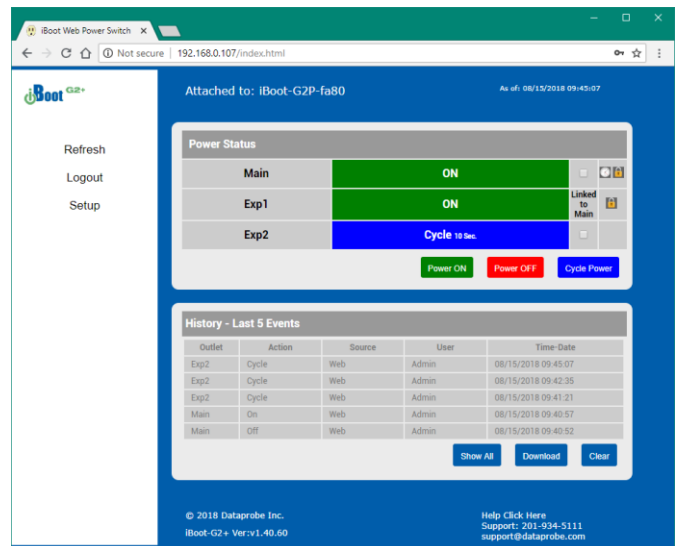 iBoot Web Power Switch
Not secure | 192.168.0.107/index.html
iBoot G2+
Attached to: iBoot-G2P-fa80
As of: 08/15/2018 09:45:07
Refresh
Logout
Setup
Power Status
Main ON
Exp1 ON Linked to Main
Exp2 Cycle 10 Sec.
Power ON Power OFF Cycle Power
History - Last 5 Events
Outlet Action Source User Time-Date
Exp2 Cycle Web Admin 08/15/2018 09:45:07
Exp2 Cycle Web Admin 08/15/2018 09:42:35
Exp2 Cycle Web Admin 08/15/2018 09:41:21
Main On Web Admin 08/15/2018 09:40:57
Main Off Web Admin 08/15/2018 09:40:52
Show All Download Clear
© 2018 Dataprobe Inc.
iBoot-G2+ Ver:v1.40.60
Help Click Here
Support: 201-934-5111
support@dataprobe.com